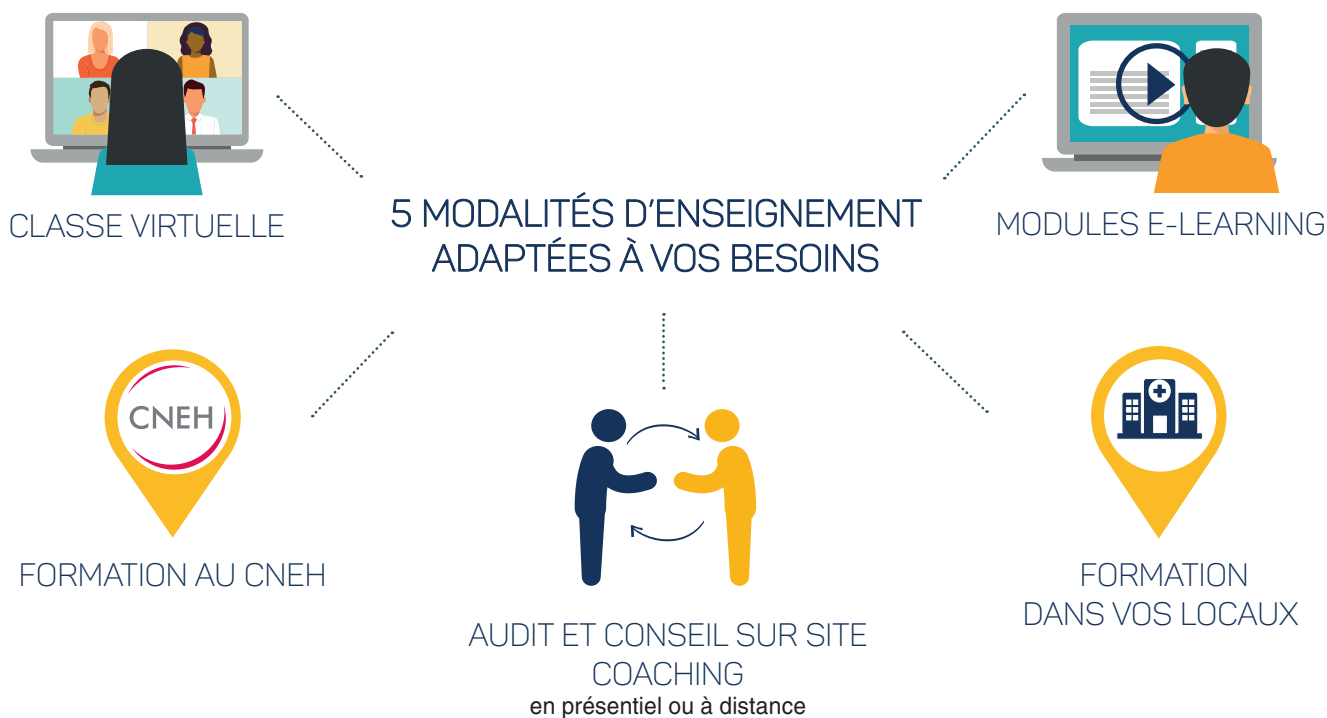 CLASSE VIRTUELLE
MODULES E-LEARNING
5 MODALITÉS D'ENSEIGNEMENT
ADAPTÉES À VOS BESOINS
CNEH
FORMATION AU CNEH
AUDIT ET CONSEIL SUR SITE
COACHING
en présentiel ou à distance
FORMATION
DANS VOS LOCAUX